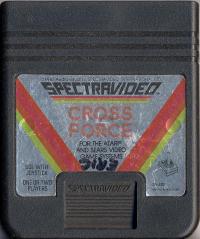 SPECTRAVIDEO
CROSS
FORCE
FOR THE ATARI
AND SEARS VIDEO
GAME SYSTEMS
USE WITH
JOYSTICK
ONE OR TWO
PLAYERS
SPECTRAVIDEO